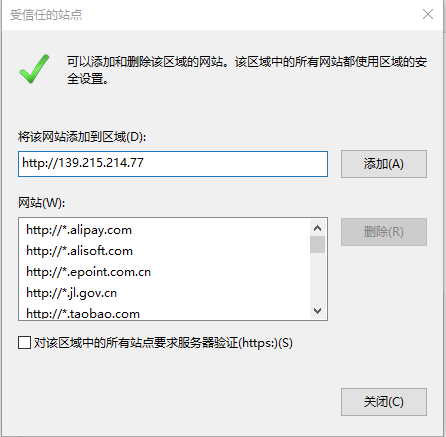 受信任的站点
可以添加和删除该区域的网站。该区域中的所有网站都使用区域的安
全设置。
将该网站添加到区域(D):
http://139.215.214.77
添加(A)
网站(W):
http://*.alipay.com
http://*.alisoft.com
http://*.epoint.com.cn
http://*.jl.gov.cn
http://*.taobao.com
删除(R)
对该区域中的所有站点要求服务器验证(https:)(S)
关闭(C)